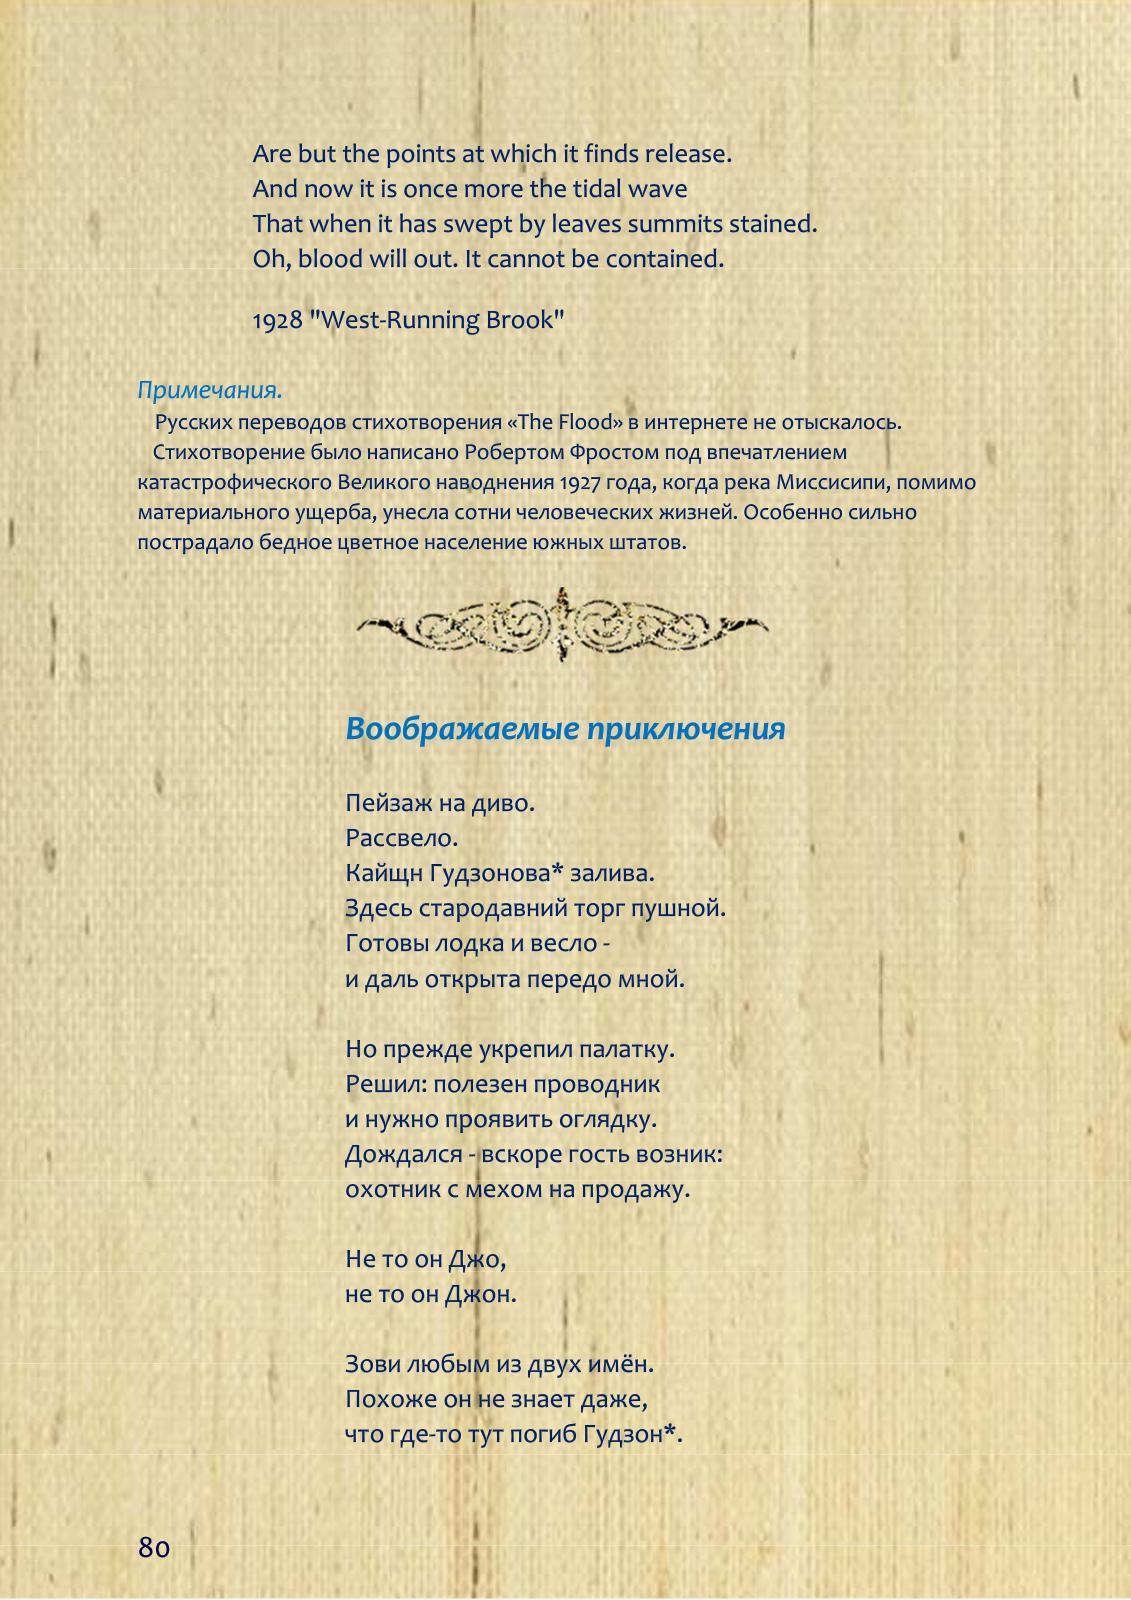 Are but the points at which it finds release.
And now it is once more the tidal wave
That when it has swept by leaves summits stained.
Oh, blood will out. It cannot be contained.
1928 "West-Running Brook"
Примечания.
Русских переводов стихотворения «The Flood» в интернете не отыскалось.
Стихотворение было написано Робертом Фростом под впечатлением
катастрофического Великого наводнения 1927 года, когда река Миссисипи, помимо
материального ущерба, унесла сотни человеческих жизней. Особенно сильно
пострадало бедное цветное население южных штатов.
Воображаемые приключения
Пейзаж на диво.
Рассвело.
Кайщн Гудзонова* залива.
Здесь стародавний торг пушной.
Готовы лодка и весло -
и даль открыта передо мной.
Но прежде укрепил палатку.
Решил: полезен проводник
и нужно проявить оглядку.
Дождался - вскоре гость возник:
охотник с мехом на продажу.
Не то он Джо,
не то он Джон.
Зови любым из двух имён.
Похоже он не знает даже,
что где-то тут погиб Гудзон*.
80